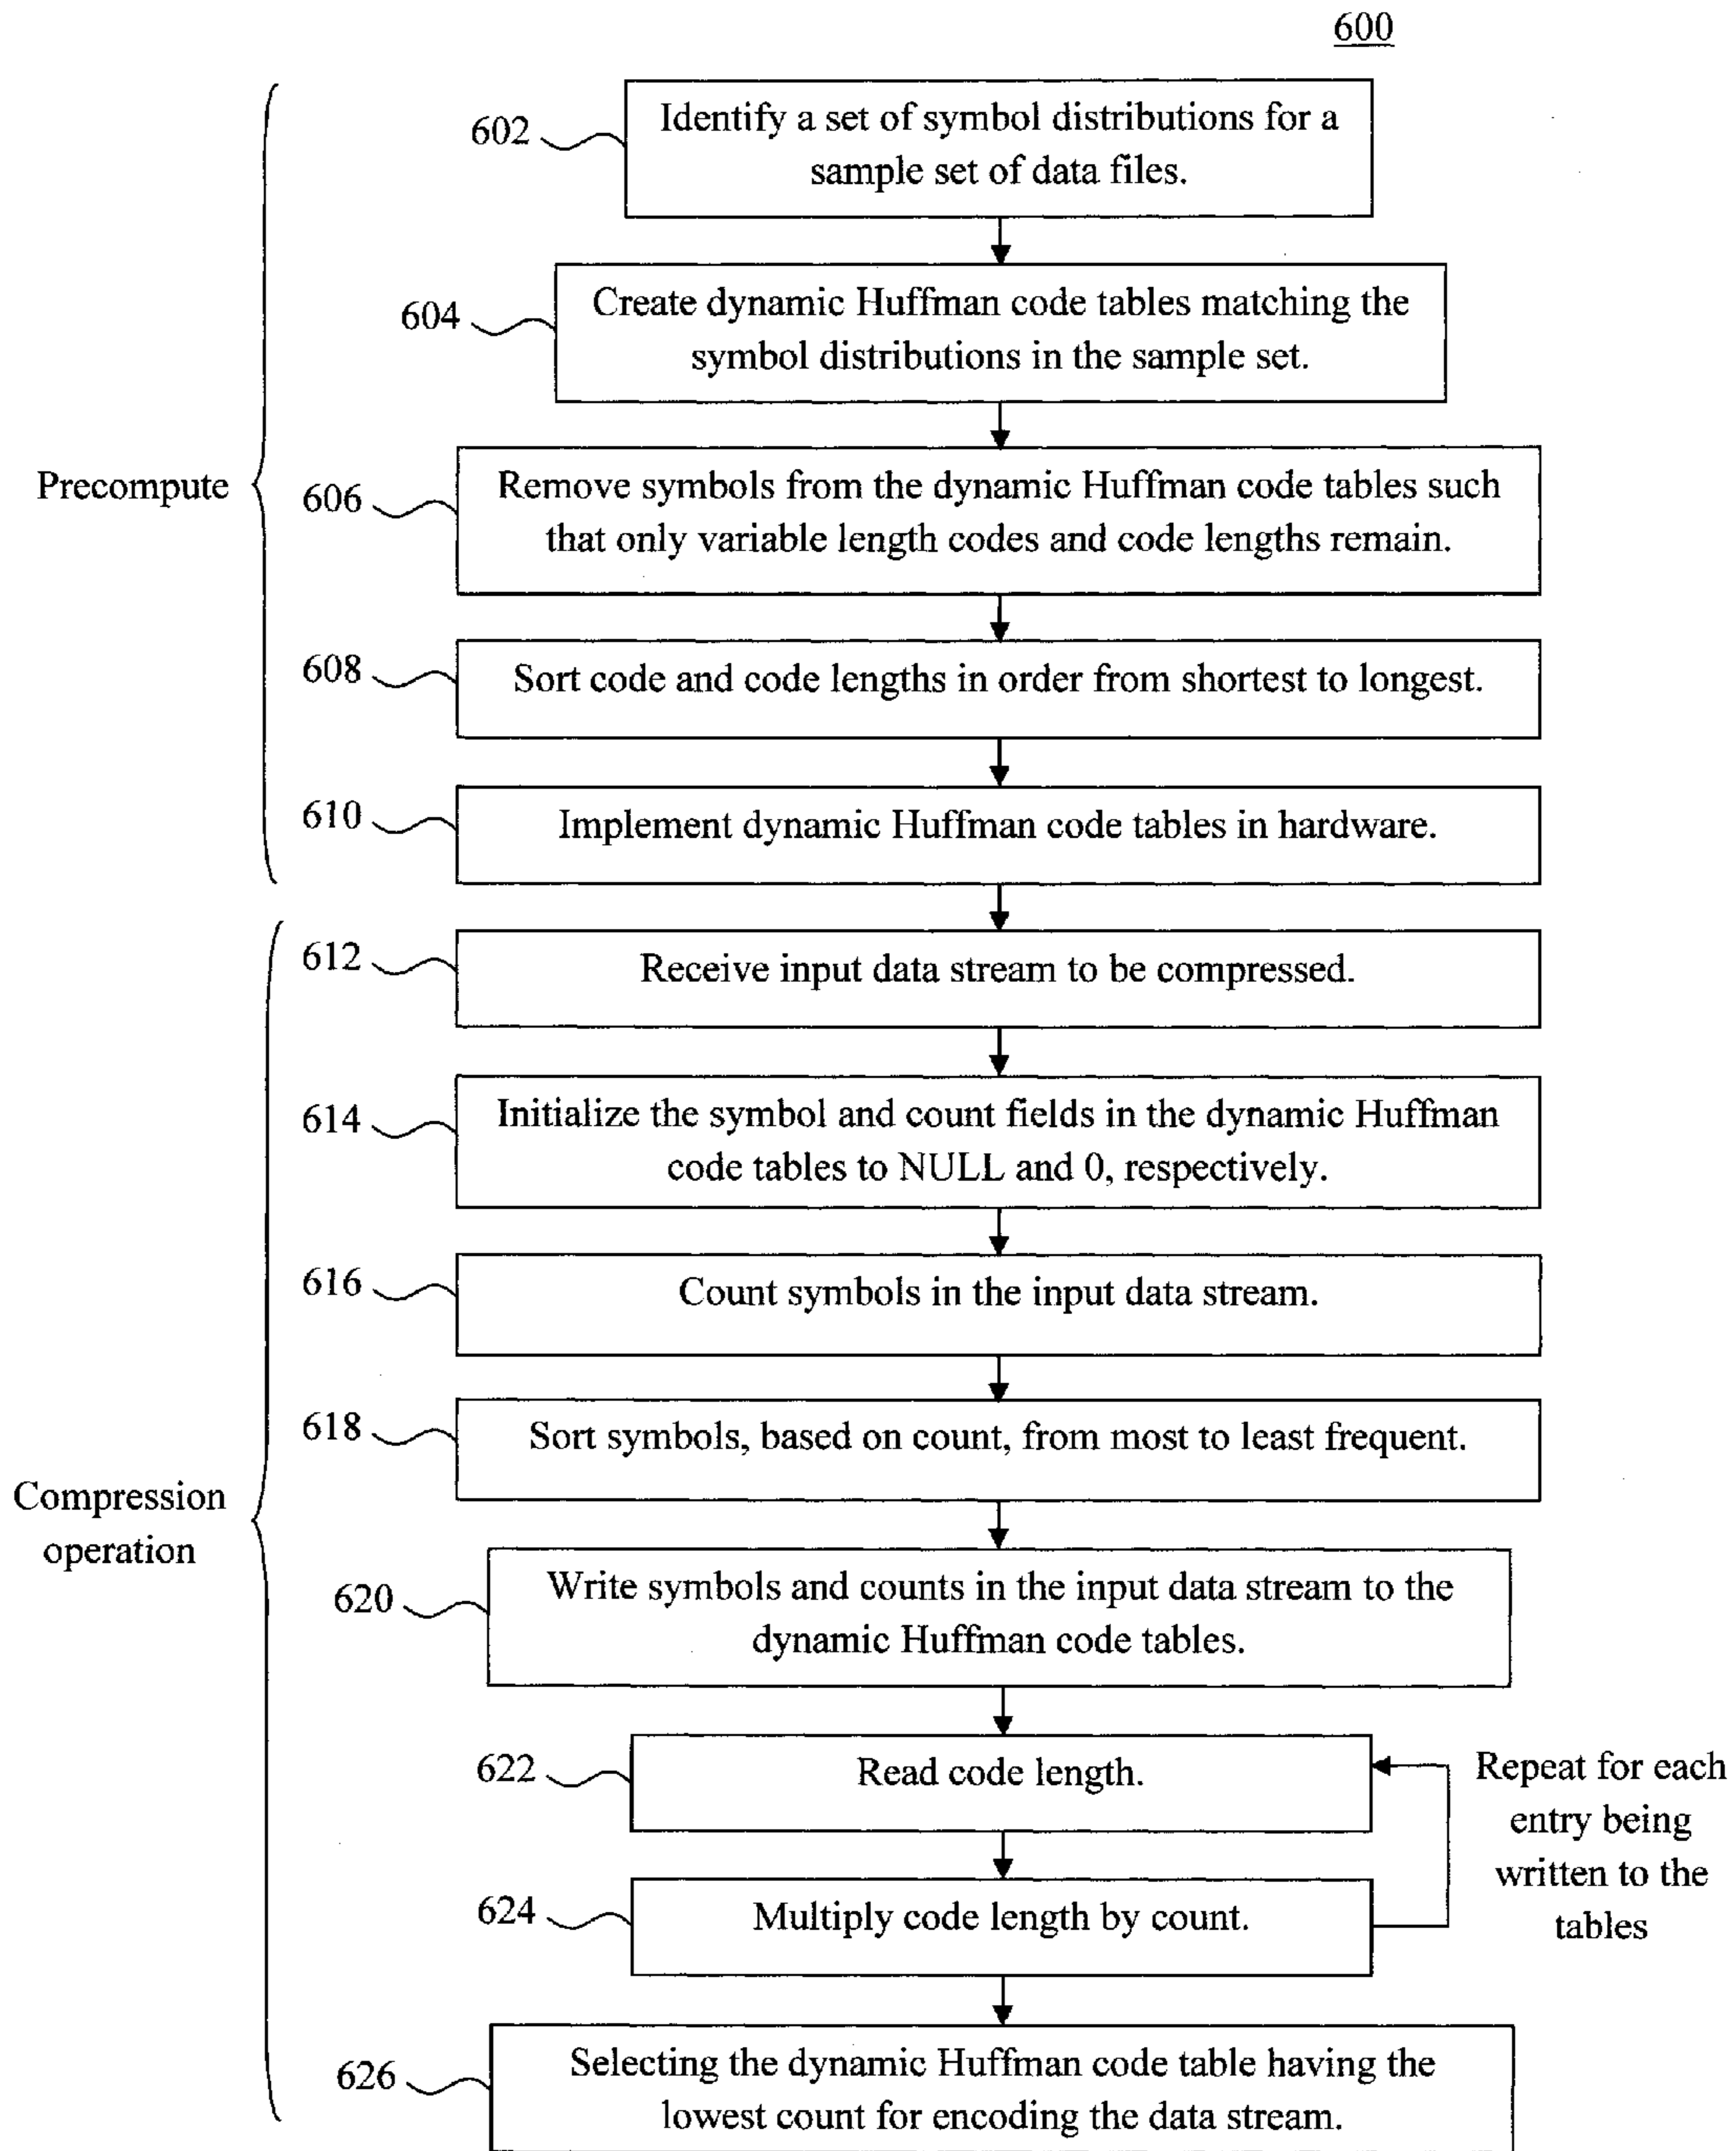 600
602
Identify a set of symbol distributions for a
sample set of data files.
604
Create dynamic Huffman code tables matching the
symbol distributions in the sample set.
Precompute
606
Remove symbols from the dynamic Huffman code tables such
that only variable length codes and code lengths remain.
608
Sort code and code lengths in order from shortest to longest.
610
Implement dynamic Huffman code tables in hardware.
612
Receive input data stream to be compressed.
614
Initialize the symbol and count fields in the dynamic Huffman
code tables to NULL and 0, respectively.
616
Count symbols in the input data stream.
618
Sort symbols, based on count, from most to least frequent.
Compression
operation
620
Write symbols and counts in the input data stream to the
dynamic Huffman code tables.
622
Read code length.
Repeat for each
entry being
written to the
tables
624
Multiply code length by count.
626
Selecting the dynamic Huffman code table having the
lowest count for encoding the data stream.